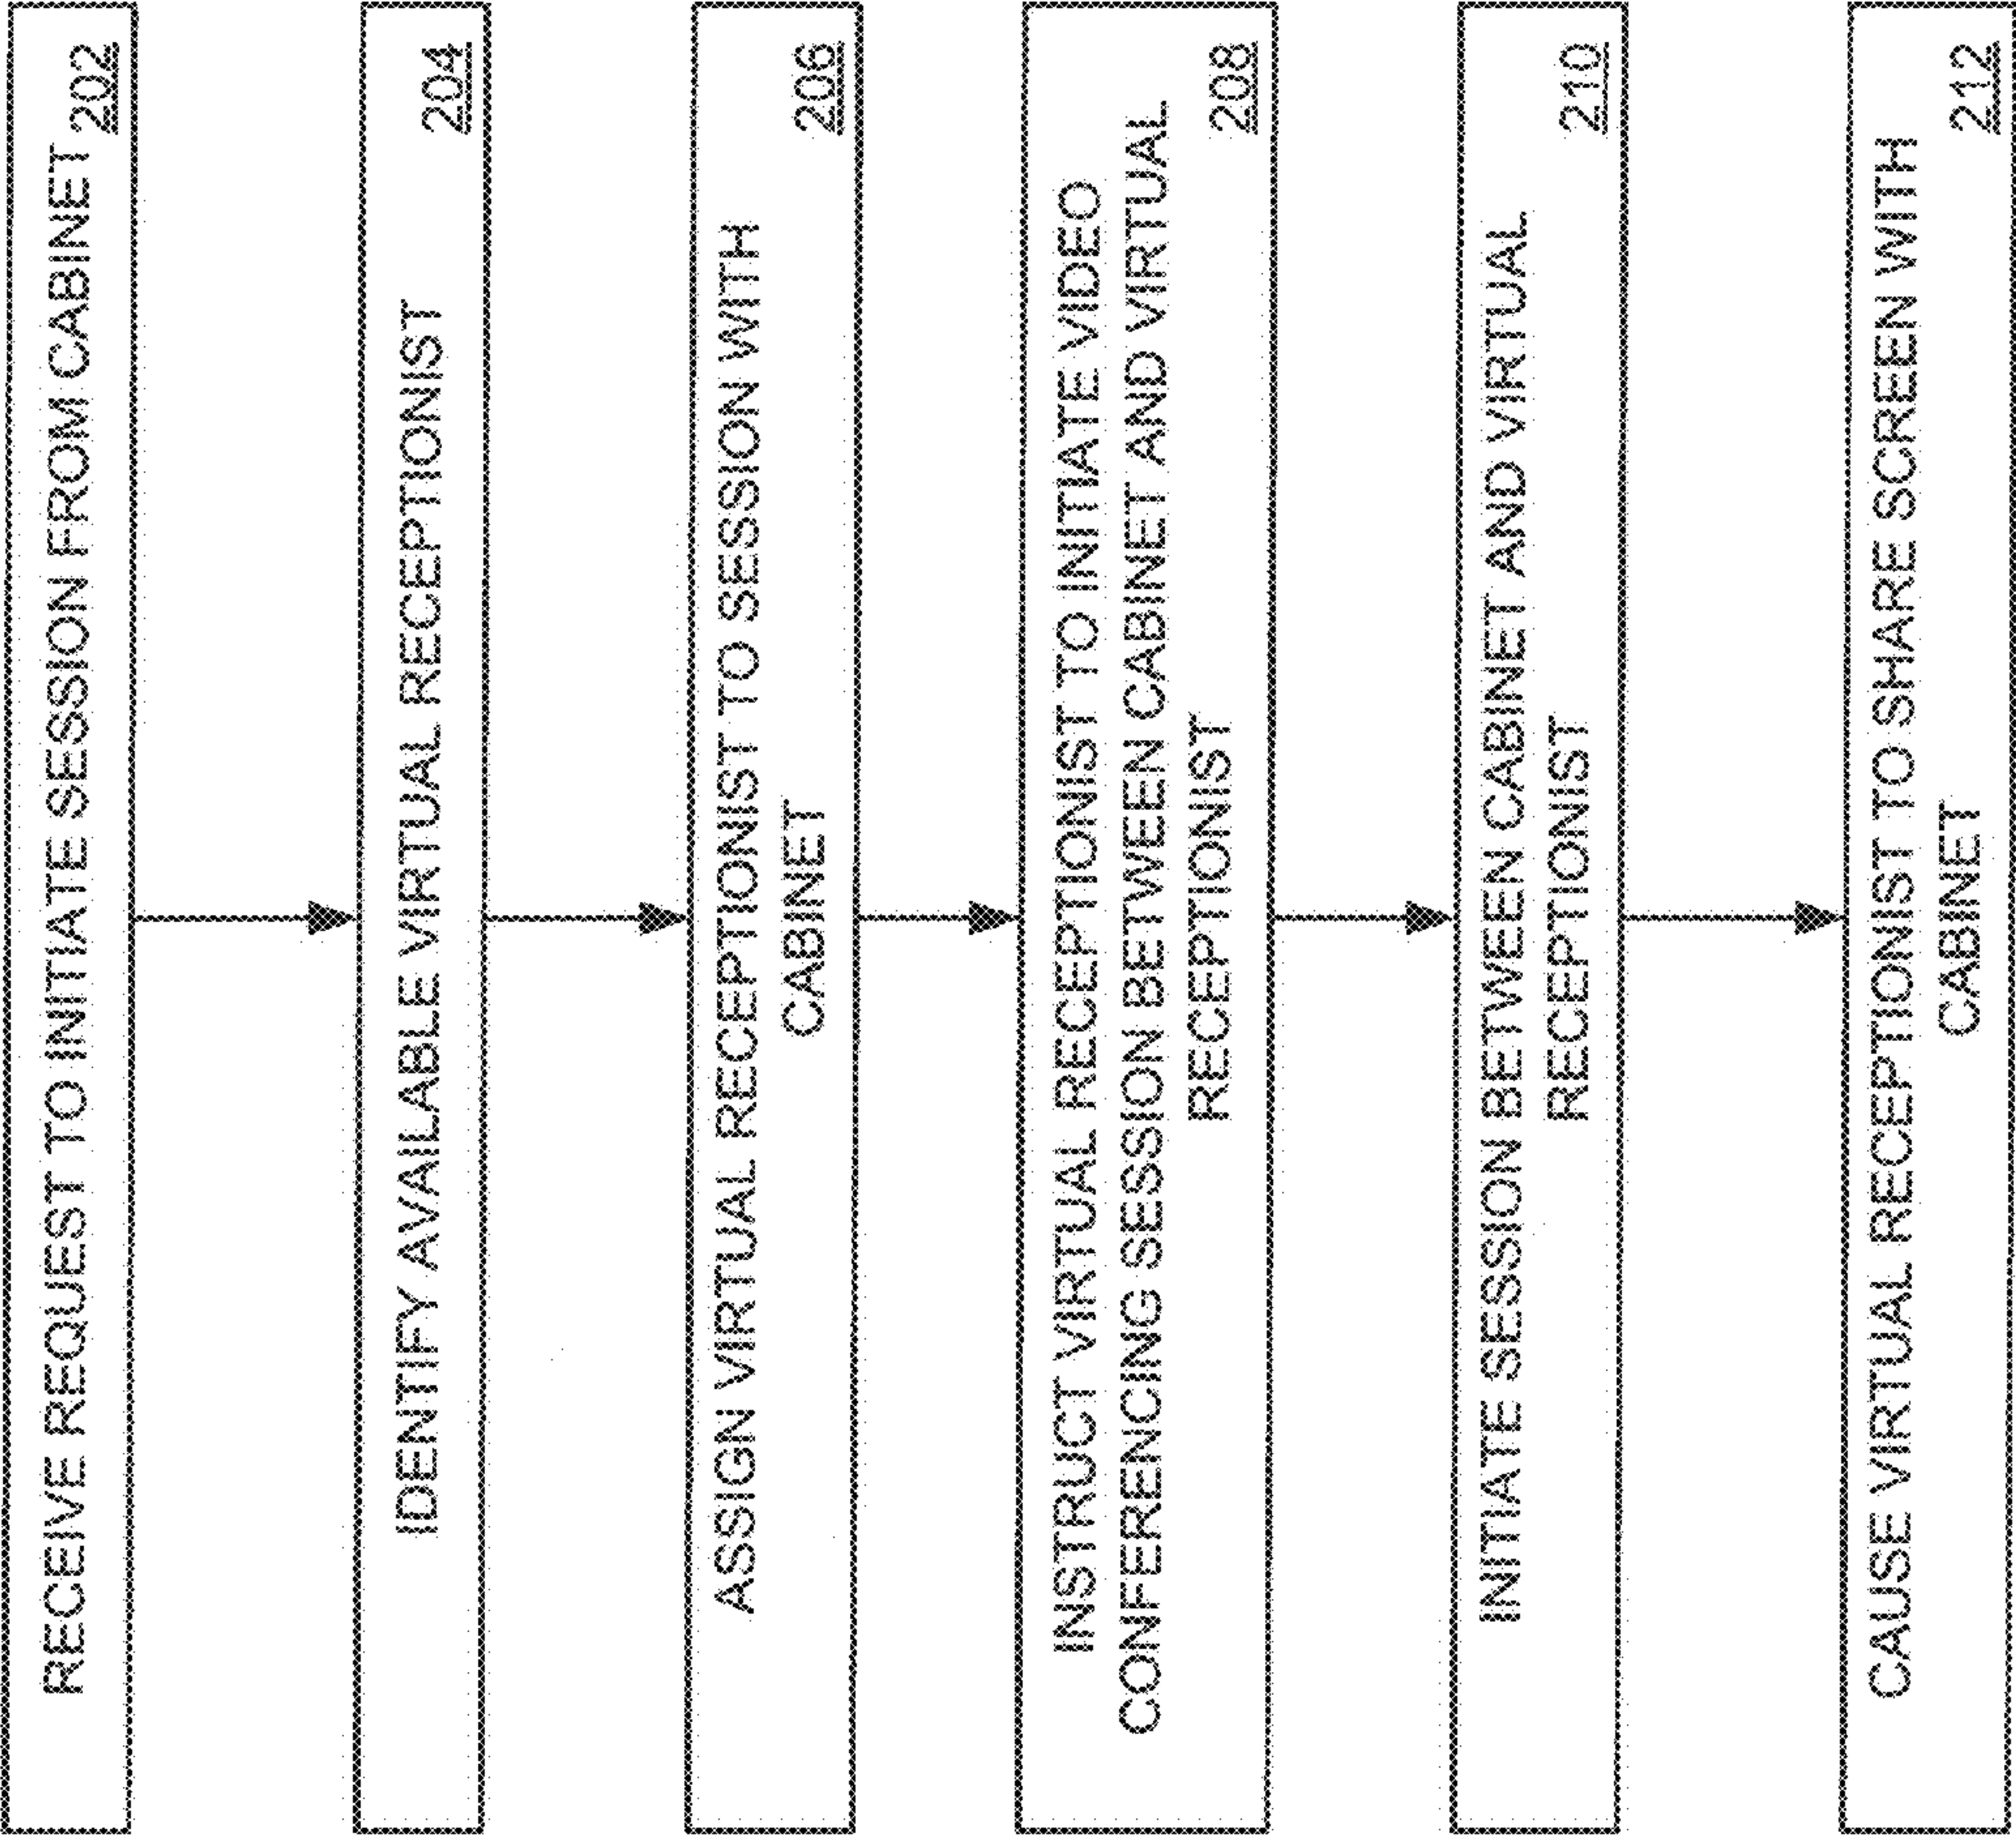 RECEIVE REQUEST TO INITIATE SESSION FROM CABINET
202
IDENTIFY AVAILABLE VIRTUAL RECEPTIONIST
204
ASSIGN VIRTUAL RECEPTIONIST TO SESSION WITH
CABINET
206
INSTRUCT VIRTUAL RECEPTIONIST TO INITIATE VIDEO
CONFERENCING SESSION BETWEEN CABINET AND VIRTUAL
RECEPTIONIST
208
INITIATE SESSION BETWEEN CABINET AND VIRTUAL
RECEPTIONIST
210
CAUSE VIRTUAL RECEPTIONIST TO SHARE SCREEN WITH
CABINET
212